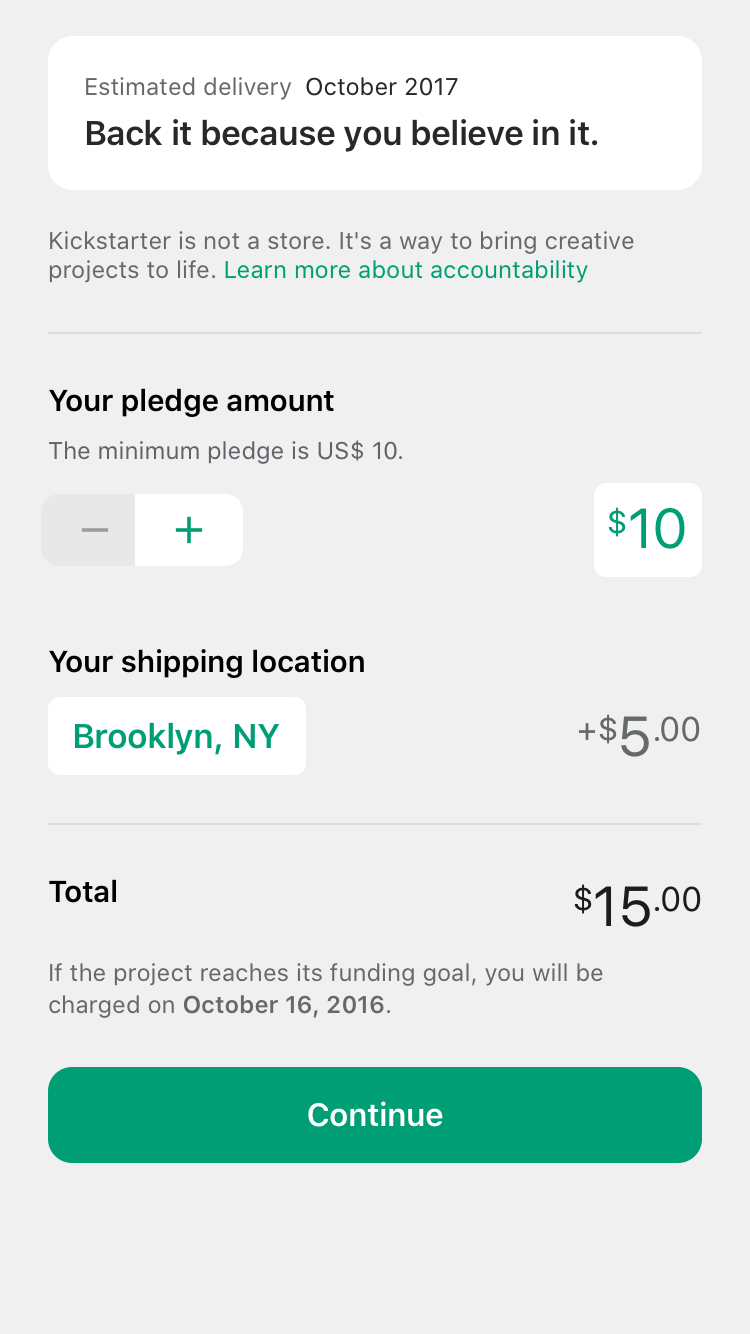 Estimated delivery October 2017
Back it because you believe in it.
Kickstarter is not a store. It's a way to bring creative
projects to life. Learn more about accountability
Your pledge amount
The minimum pledge is US$ 10.
− +
$10
Your shipping location
Brooklyn, NY
+$5.00
Total
$15.00
If the project reaches its funding goal, you will be
charged on October 16, 2016.
Continue